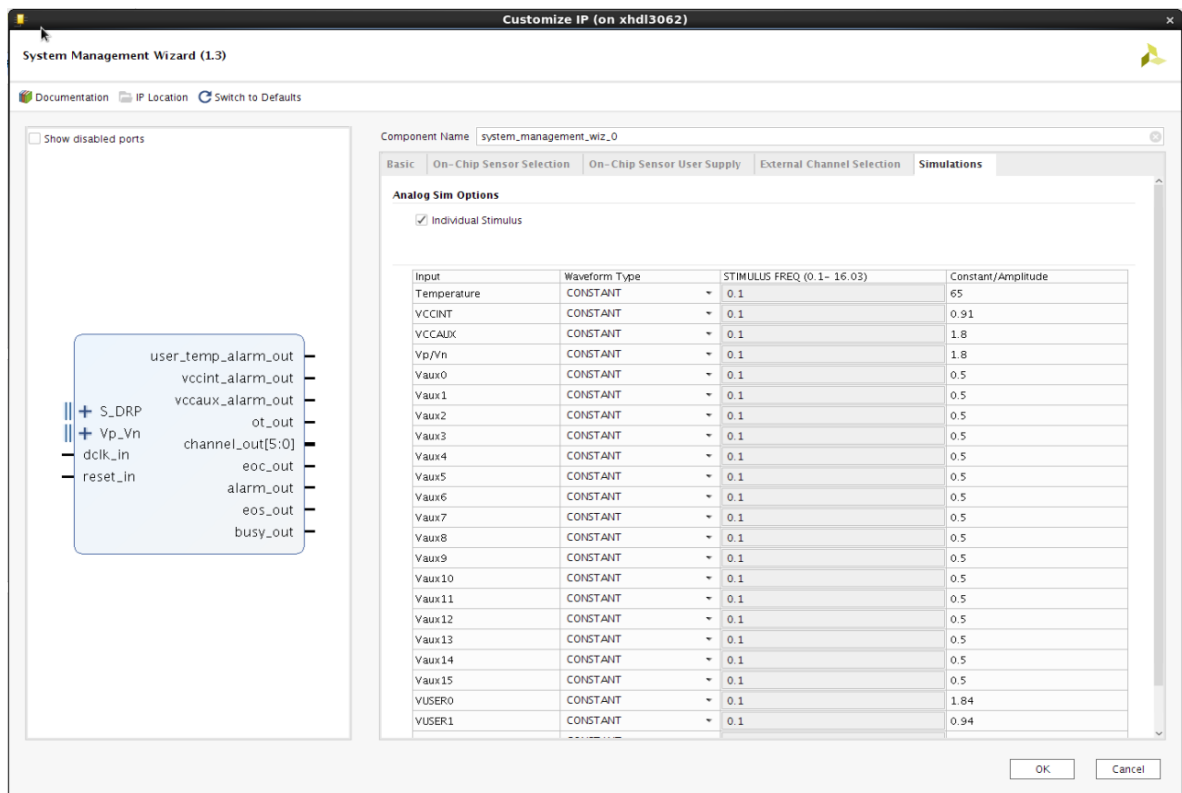 Customize IP (on xhdl3062)
System Management Wizard (1.3)
Documentation IP Location Switch to Defaults
Show disabled ports
S_DRP
Vp_Vn
dclk_in
reset_in
user_temp_alarm_out
vccint_alarm_out
vccaux_alarm_out
ot_out
channel_out[5:0]
eoc_out
alarm_out
eos_out
busy_out
Component Name system_management_wiz_0
Basic On-Chip Sensor Selection On-Chip Sensor User Supply External Channel Selection Simulations
Analog Sim Options
Individual Stimulus
Input Waveform Type STIMULUS FREQ (0.1- 16.03) Constant/Amplitude
Temperature CONSTANT 0.1 65
VCCINT CONSTANT 0.1 0.91
VCCAUX CONSTANT 0.1 1.8
Vp/Vn CONSTANT 0.1 1.8
Vaux0 CONSTANT 0.1 0.5
Vaux1 CONSTANT 0.1 0.5
Vaux2 CONSTANT 0.1 0.5
Vaux3 CONSTANT 0.1 0.5
Vaux4 CONSTANT 0.1 0.5
Vaux5 CONSTANT 0.1 0.5
Vaux6 CONSTANT 0.1 0.5
Vaux7 CONSTANT 0.1 0.5
Vaux8 CONSTANT 0.1 0.5
Vaux9 CONSTANT 0.1 0.5
Vaux10 CONSTANT 0.1 0.5
Vaux11 CONSTANT 0.1 0.5
Vaux12 CONSTANT 0.1 0.5
Vaux13 CONSTANT 0.1 0.5
Vaux14 CONSTANT 0.1 0.5
Vaux15 CONSTANT 0.1 0.5
VUSER0 CONSTANT 0.1 1.84
VUSER1 CONSTANT 0.1 0.94
OK Cancel